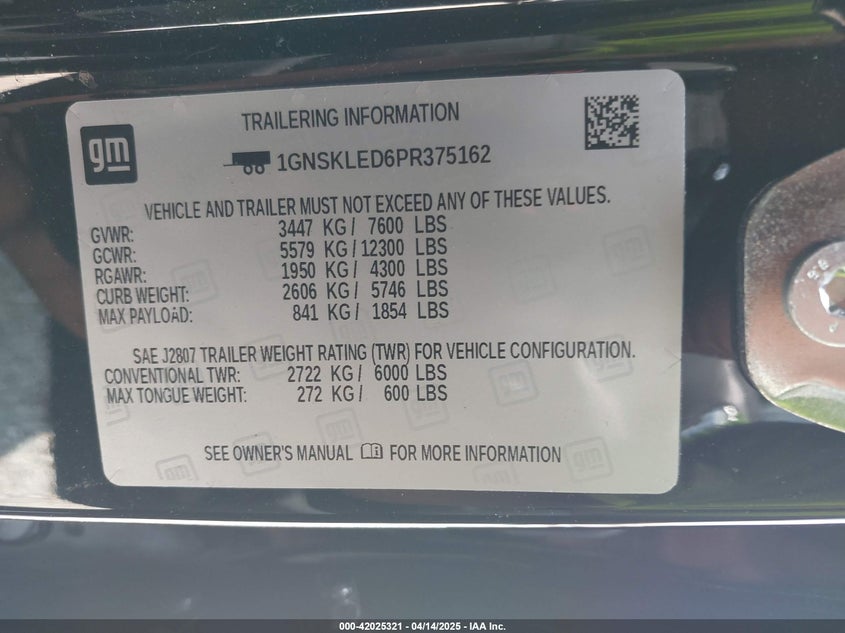 gm
TRAILERING INFORMATION
1GNSKLED6PR375162
VEHICLE AND TRAILER MUST NOT EXCEED ANY OF THESE VALUES.
GVWR: 3447 KG / 7600 LBS
GCWR: 5579 KG / 12300 LBS
RGAWR: 1950 KG / 4300 LBS
CURB WEIGHT: 2606 KG / 5746 LBS
MAX PAYLOAD: 841 KG / 1854 LBS
SAE J2807 TRAILER WEIGHT RATING (TWR) FOR VEHICLE CONFIGURATION.
CONVENTIONAL TWR: 2722 KG / 6000 LBS
MAX TONGUE WEIGHT: 272 KG / 600 LBS
SEE OWNER'S MANUAL FOR MORE INFORMATION
000-42025321 - 04/14/2025 - IAA Inc.